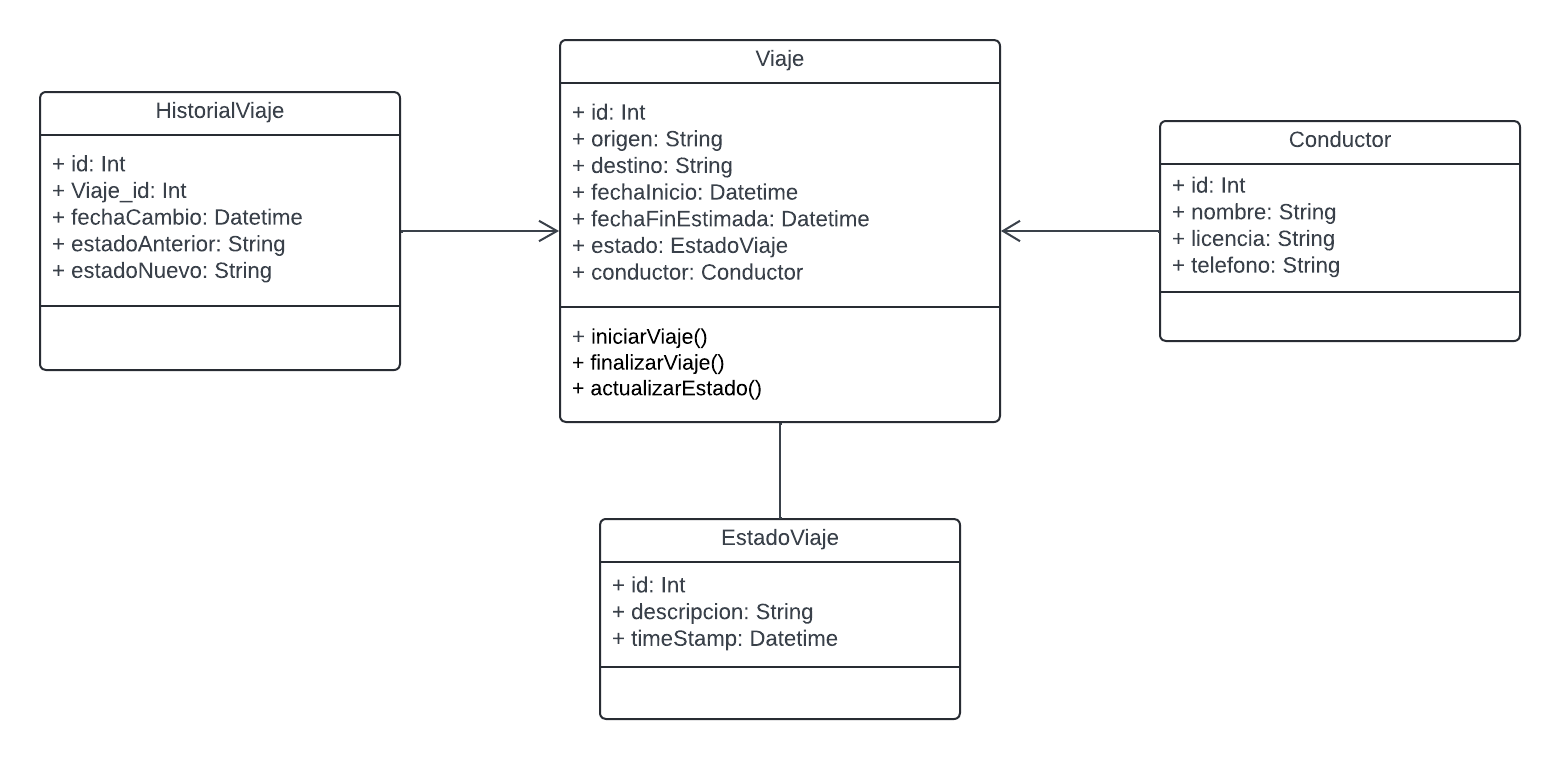 HistorialViaje
+ id: Int
+ Viaje_id: Int
+ fechaCambio: Datetime
+ estadoAnterior: String
+ estadoNuevo: String
Viaje
+ id: Int
+ origen: String
+ destino: String
+ fechaInicio: Datetime
+ fechaFinEstimada: Datetime
+ estado: EstadoViaje
+ conductor: Conductor
+ iniciarViaje()
+ finalizarViaje()
+ actualizarEstado()
Conductor
+ id: Int
+ nombre: String
+ licencia: String
+ telefono: String
EstadoViaje
+ id: Int
+ descripcion: String
+ timeStamp: Datetime